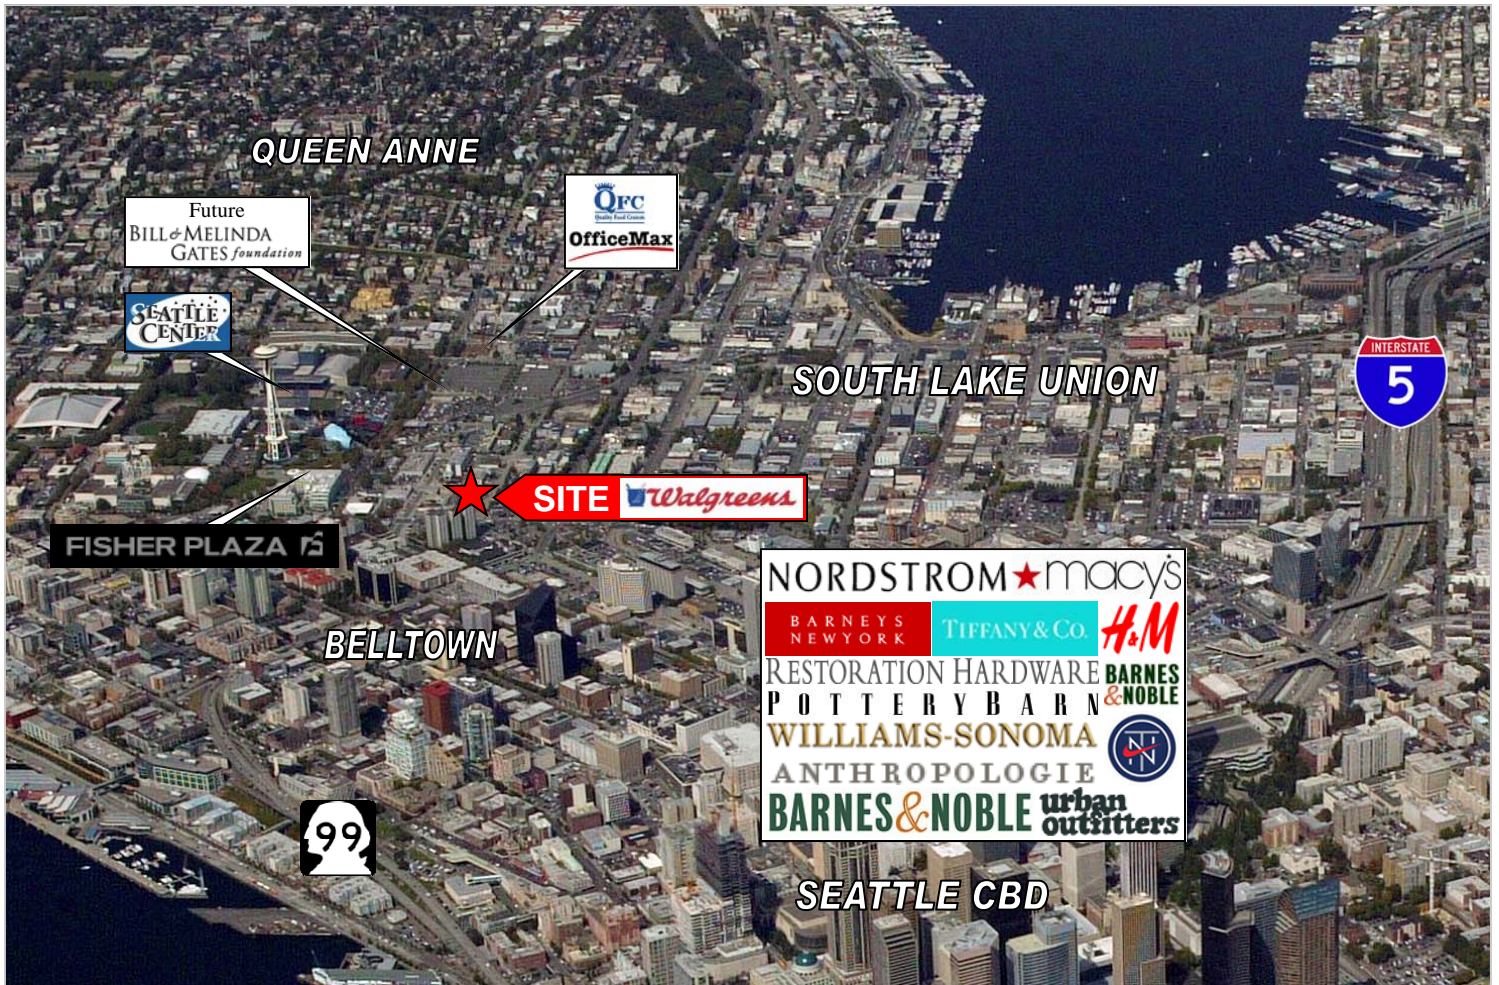 QUEEN ANNE
Future
BILL & MELINDA
GATES foundation
QFC
Quality Food Centers
OfficeMax
SEATTLE
CENTER
SOUTH LAKE UNION
INTERSTATE
5
SITE Walgreens
FISHER PLAZA
NORDSTROM macy's
BARNEYS
NEWYORK
TIFFANY & CO.
H&M
RESTORATION HARDWARE
BARNES
&NOBLE
POTTERY BARN
BELLTOWN
WILLIAMS-SONOMA
ANTHROPOLOGIE
BARNES&NOBLE
urban
outfitters
99
SEATTLE CBD